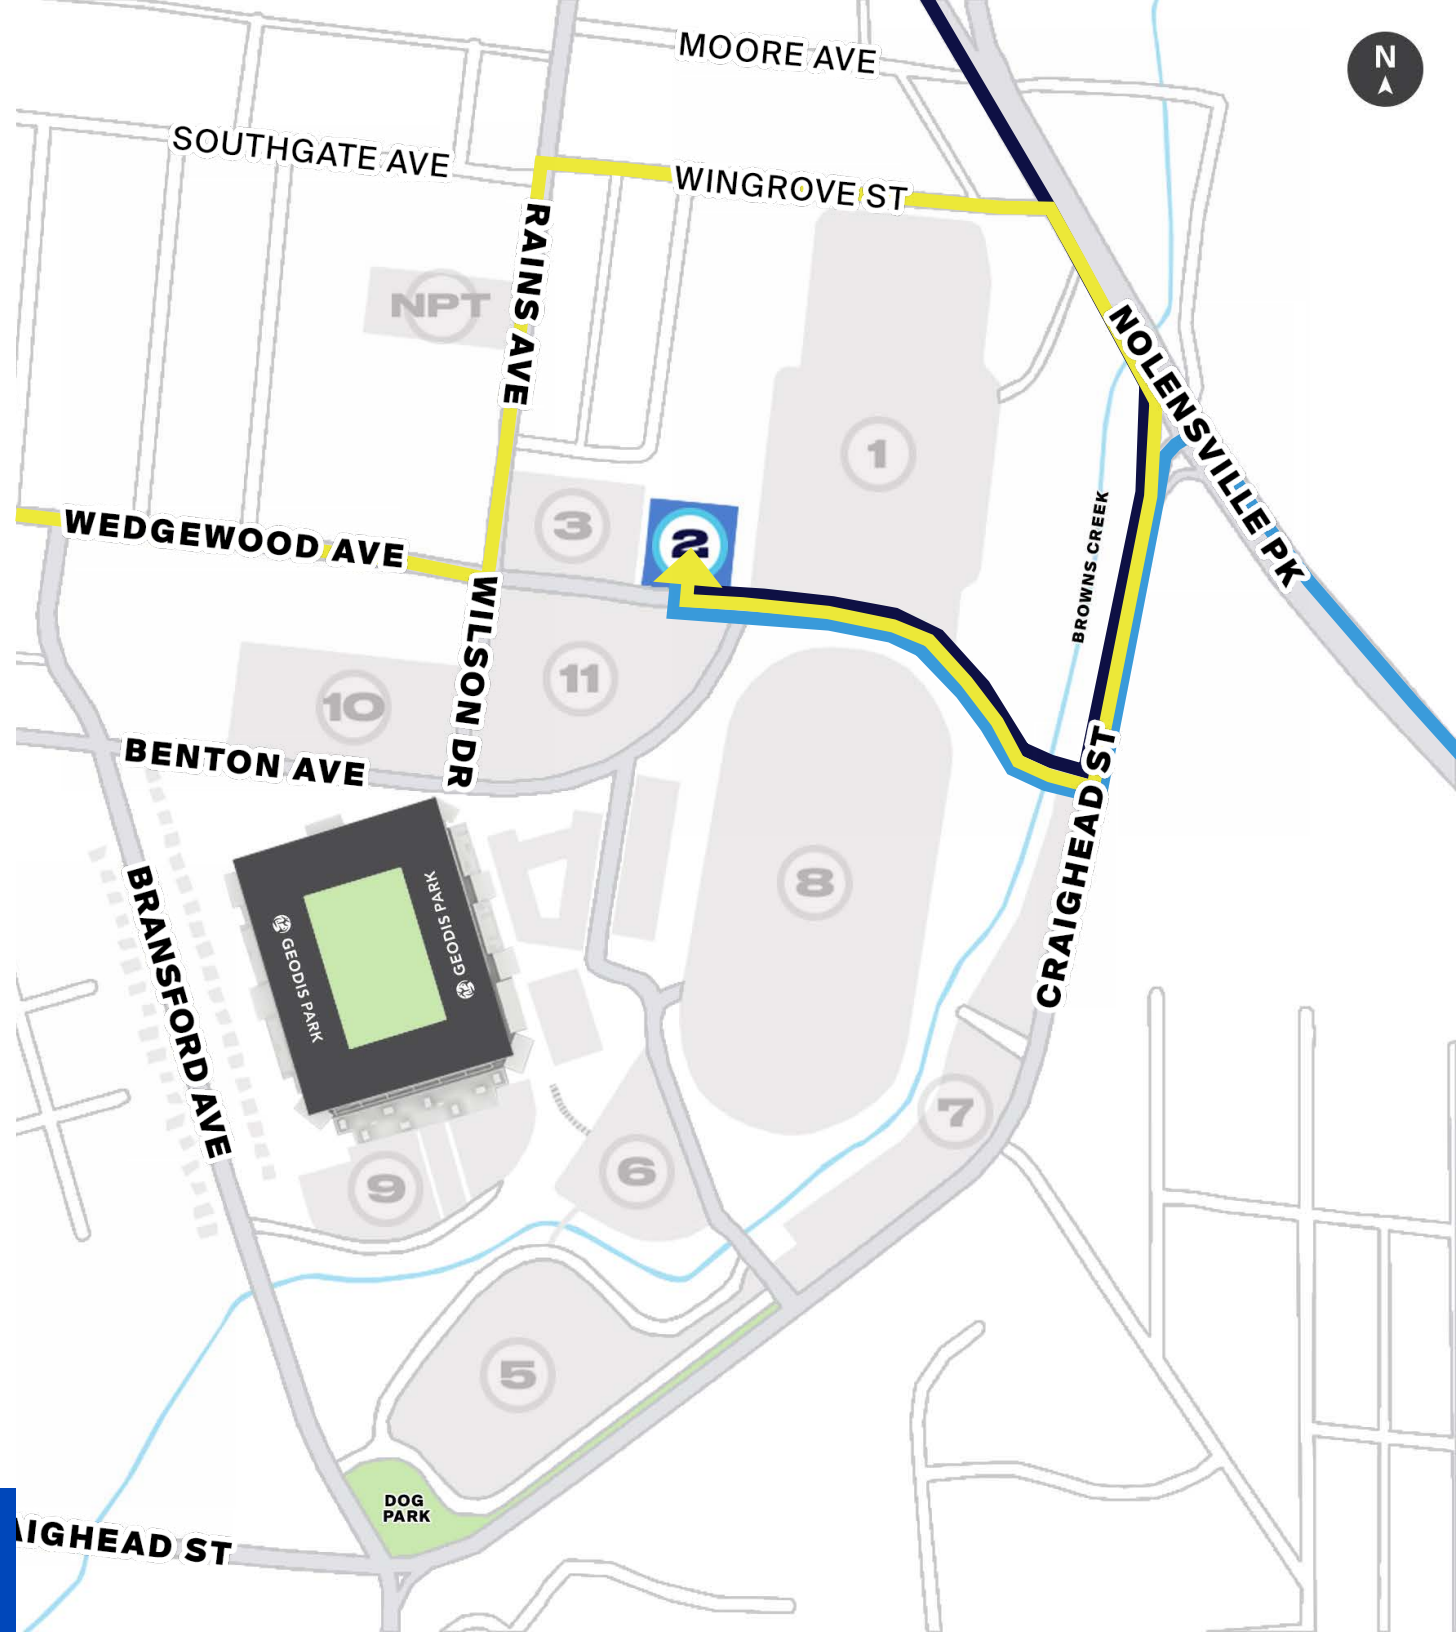 N
MOORE AVE
SOUTHGATE AVE
WINGROVE ST
RAINS AVE
NPT
NOLENSVILLE PK
1
3
2
WEDGEWOOD AVE
BROWNS CREEK
WILSON DR
11
10
BENTON AVE
CRAIGHEAD ST
8
GEODIS PARK
GEODIS PARK
BRANSFORD AVE
7
6
9
5
DOG
PARK
AIGHEAD ST